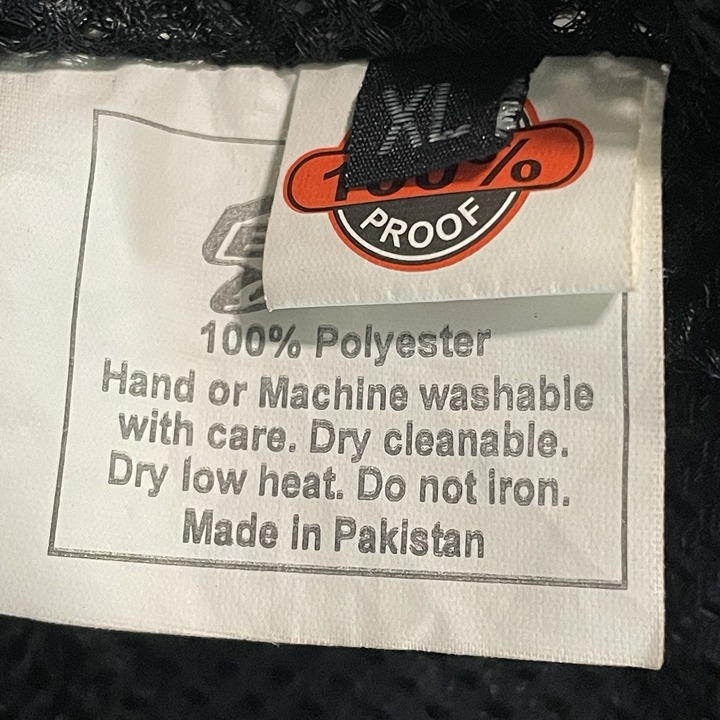 XL
100%
PROOF
100% Polyester
Hand or Machine washable
with care. Dry cleanable.
Dry low heat. Do not iron.
Made in Pakistan